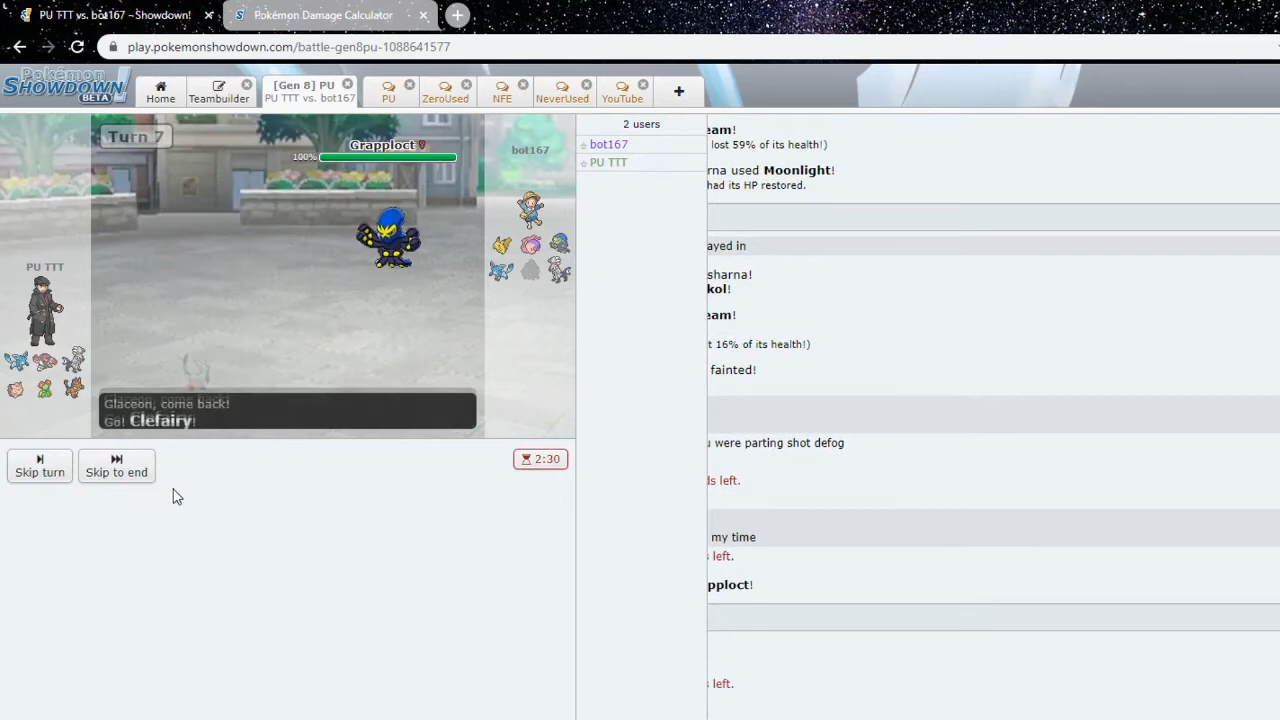 PU TTT vs. bot167 - Showdown!
Pokémon Damage Calculator
play.pokemonshowdown.com/battle-gen8pu-1088641577
Pokémon
SHOWDOWN!
BETA
Home
Teambuilder
[Gen 8] PU
PU TTT vs. bot167
PU
ZeroUsed
NFE
NeverUsed
YouTube
Turn 7
Grapploct
100%
bot167
PU TTT
Glaceon, come back!
Go! Clefairy!
Skip turn
Skip to end
2:30
2 users
bot167
PU TTT
eam!
lost 59% of its health!)
rna used Moonlight!
had its HP restored.
ayed in
sharna!
kol!
eam!
t 16% of its health!)
fainted!
u were parting shot defog
ds left.
my time
s left.
pploct!
s left.